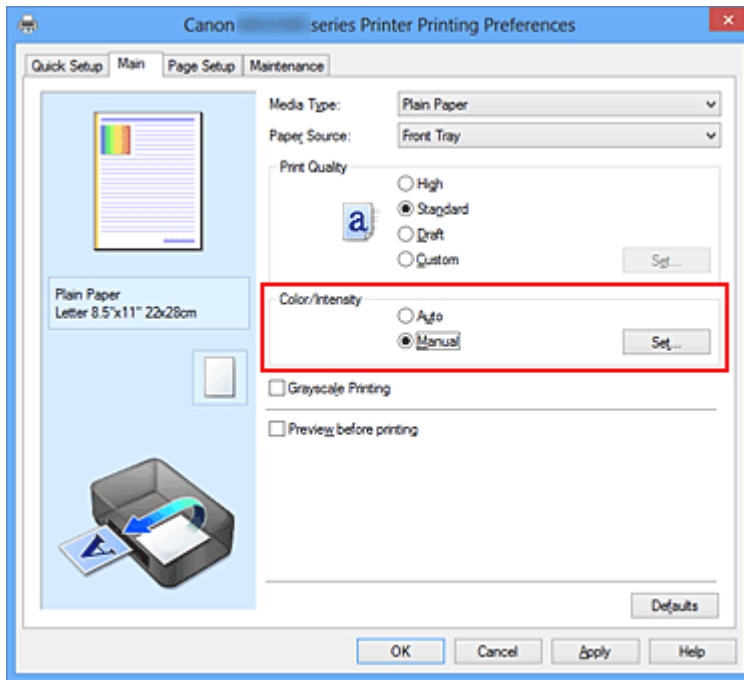 Canon series Printer Printing Preferences
Quick Setup Main Page Setup Maintenance
Media Type: Plain Paper
Paper Source: Front Tray
Print Quality
High
Standard
Draft
Custom
Set...
a
Plain Paper
Letter 8.5"x11" 22x28cm
Color/Intensity
Auto
Manual
Set...
Grayscale Printing
Preview before printing
A
Defaults
OK Cancel Apply Help